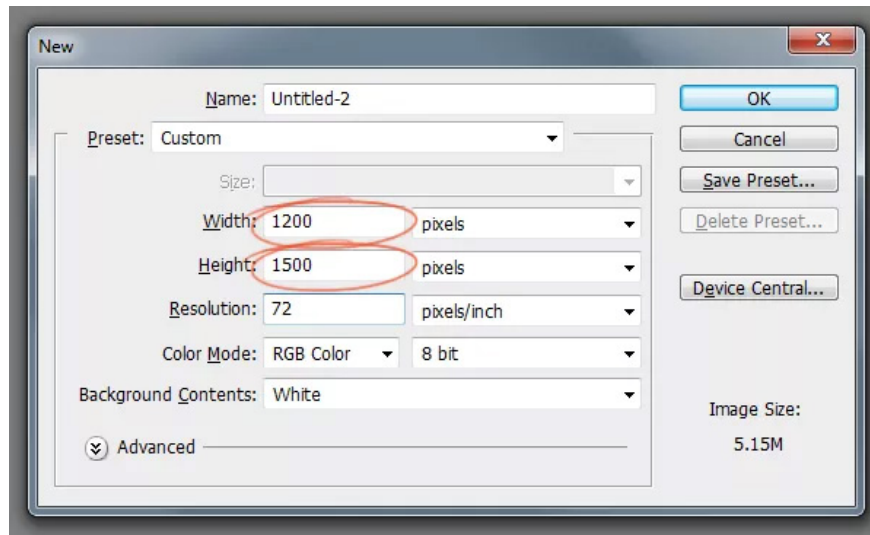 New
Name: Untitled-2
OK
Preset: Custom
Cancel
Size:
Save Preset...
Width: 1200 pixels
Delete Preset...
Height: 1500 pixels
Device Central...
Resolution: 72 pixels/inch
Color Mode: RGB Color 8 bit
Background Contents: White
Image Size:
Advanced
5.15M